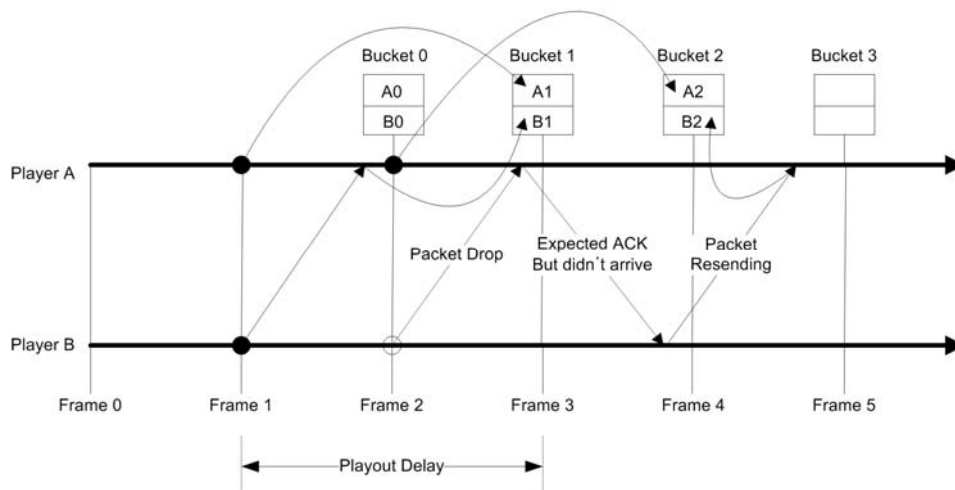 Bucket 0
Bucket 1
Bucket 2
Bucket 3
A0
A1
A2
B0
B1
B2
Player A
Packet Drop
Expected ACK
But didn´t arrive
Packet
Resending
Player B
Frame 0
Frame 1
Frame 2
Frame 3
Frame 4
Frame 5
Playout Delay